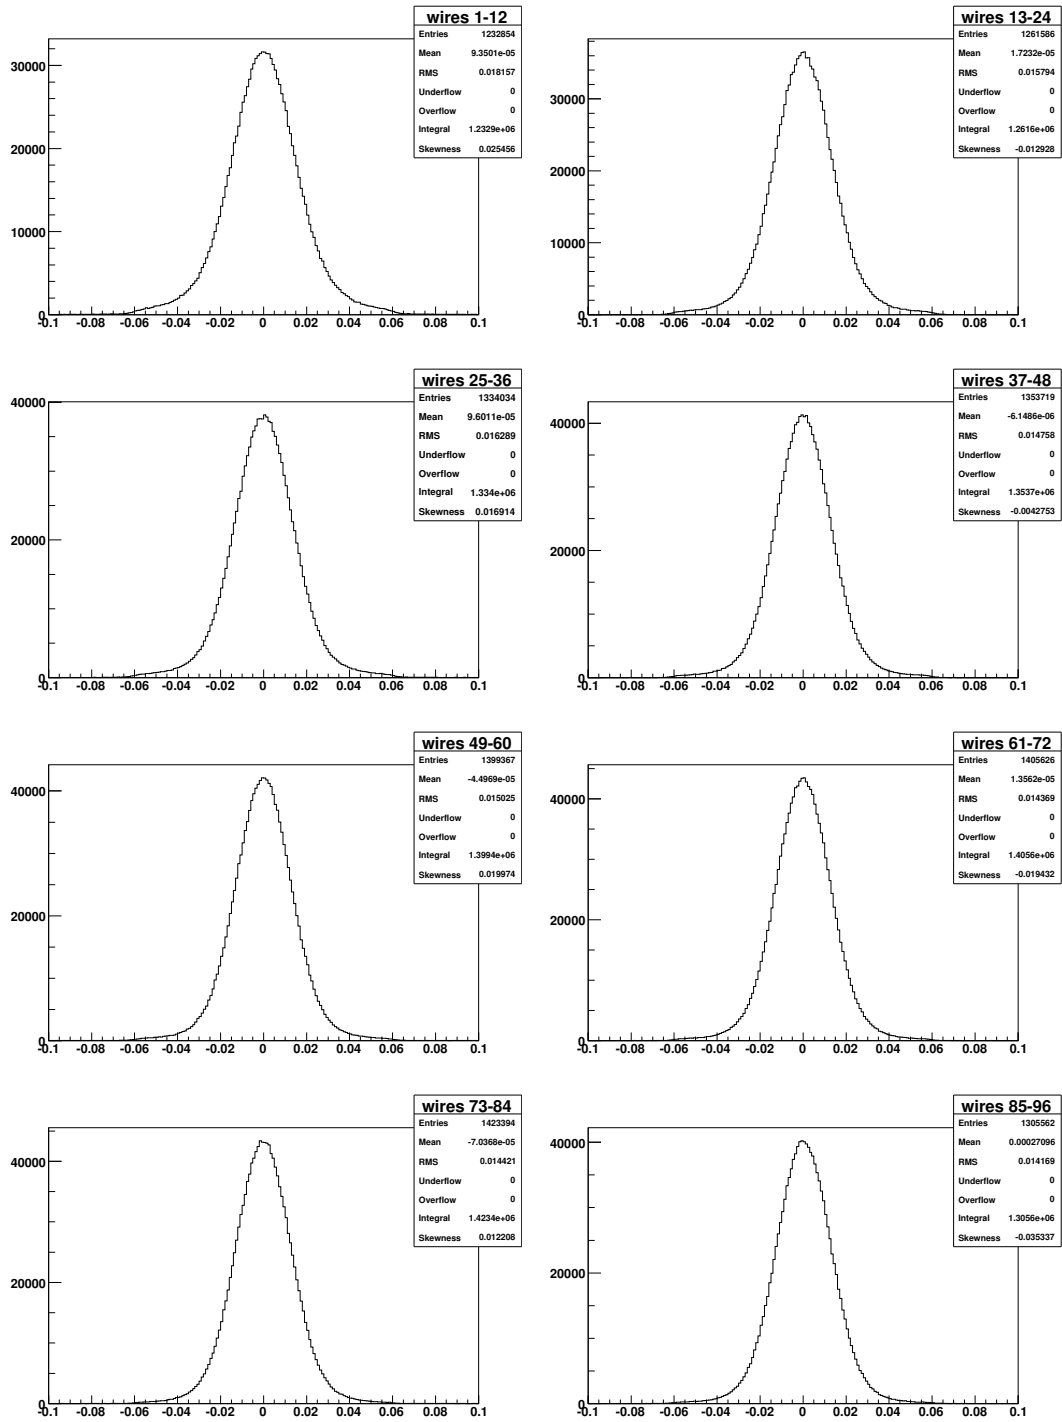 wires 1-12
Entries 1232854
Mean 9.3501e-05
RMS 0.018157
Underflow 0
Overflow 0
Integral 1.2329e+06
Skewness 0.025456
30000
20000
10000
0
-0.1 -0.08 -0.06 -0.04 -0.02 0 0.02 0.04 0.06 0.08 0.1
wires 13-24
Entries 1261586
Mean 1.7232e-05
RMS 0.015794
Underflow 0
Overflow 0
Integral 1.2616e+06
Skewness -0.012928
30000
20000
10000
0
-0.1 -0.08 -0.06 -0.04 -0.02 0 0.02 0.04 0.06 0.08 0.1
wires 25-36
Entries 1334034
Mean 9.6011e-05
RMS 0.016289
Underflow 0
Overflow 0
Integral 1.334e+06
Skewness 0.016914
40000
20000
0
-0.1 -0.08 -0.06 -0.04 -0.02 0 0.02 0.04 0.06 0.08 0.1
wires 37-48
Entries 1353719
Mean -6.1486e-06
RMS 0.014758
Underflow 0
Overflow 0
Integral 1.3537e+06
Skewness -0.0042753
40000
20000
0
-0.1 -0.08 -0.06 -0.04 -0.02 0 0.02 0.04 0.06 0.08 0.1
wires 49-60
Entries 1399367
Mean -4.4969e-05
RMS 0.015025
Underflow 0
Overflow 0
Integral 1.3994e+06
Skewness 0.019974
40000
20000
0
-0.1 -0.08 -0.06 -0.04 -0.02 0 0.02 0.04 0.06 0.08 0.1
wires 61-72
Entries 1405626
Mean 1.3562e-05
RMS 0.014369
Underflow 0
Overflow 0
Integral 1.4056e+06
Skewness -0.019432
40000
20000
0
-0.1 -0.08 -0.06 -0.04 -0.02 0 0.02 0.04 0.06 0.08 0.1
wires 73-84
Entries 1423394
Mean -7.0368e-05
RMS 0.014421
Underflow 0
Overflow 0
Integral 1.4234e+06
Skewness 0.012208
40000
20000
0
-0.1 -0.08 -0.06 -0.04 -0.02 0 0.02 0.04 0.06 0.08 0.1
wires 85-96
Entries 1305562
Mean 0.00027096
RMS 0.014169
Underflow 0
Overflow 0
Integral 1.3056e+06
Skewness -0.035337
40000
20000
0
-0.1 -0.08 -0.06 -0.04 -0.02 0 0.02 0.04 0.06 0.08 0.1